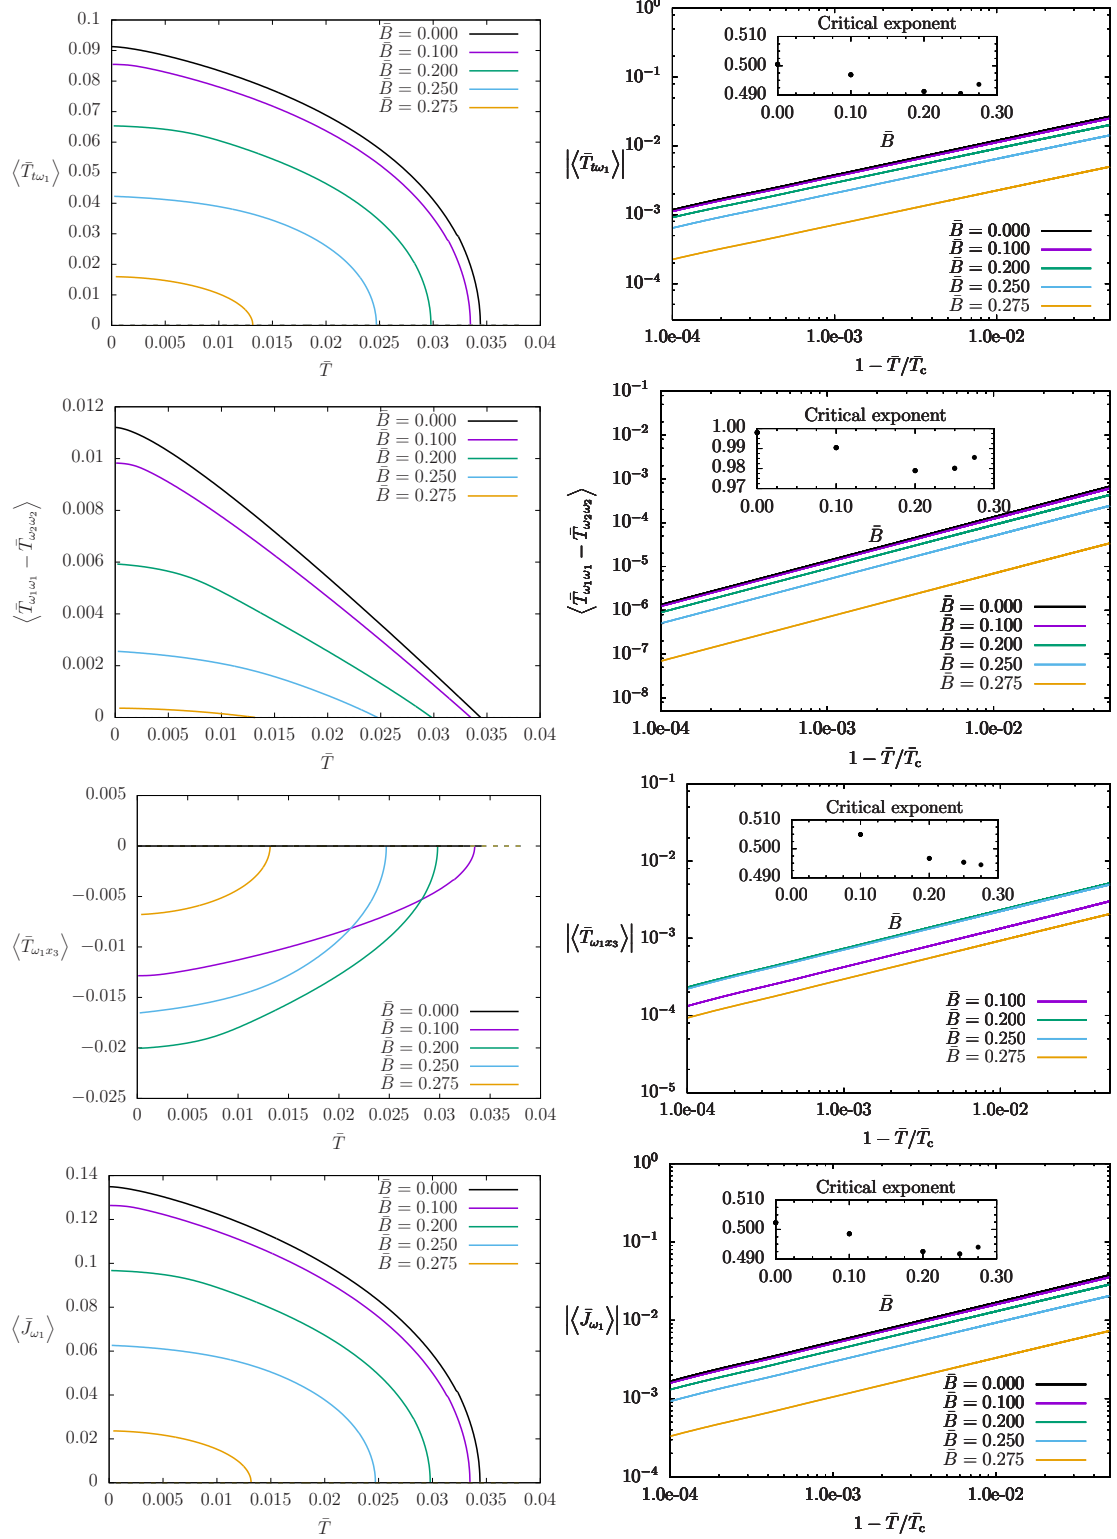 0.1
0.09
0.08
0.07
0.06
0.05
0.04
0.03
0.02
0.01
0
⟨T̄_{tω₁}⟩
B̄ = 0.000
B̄ = 0.100
B̄ = 0.200
B̄ = 0.250
B̄ = 0.275
0 0.005 0.01 0.015 0.02 0.025 0.03 0.035 0.04
T̄
10⁰
10⁻¹
10⁻²
10⁻³
10⁻⁴
|⟨T̄_{tω₁}⟩|
Critical exponent
0.510
0.500
0.490
0.00 0.10 0.20 0.30
B̄
B̄ = 0.000
B̄ = 0.100
B̄ = 0.200
B̄ = 0.250
B̄ = 0.275
1.0e-04 1.0e-03 1.0e-02
1 − T̄/T̄_c
0.012
0.01
0.008
0.006
0.004
0.002
0
⟨T̄_{ω₁ω₁} − T̄_{ω₂ω₂}⟩
B̄ = 0.000
B̄ = 0.100
B̄ = 0.200
B̄ = 0.250
B̄ = 0.275
0 0.005 0.01 0.015 0.02 0.025 0.03 0.035 0.04
T̄
10⁻¹
10⁻²
10⁻³
10⁻⁴
10⁻⁵
10⁻⁶
10⁻⁷
10⁻⁸
⟨T̄_{ω₁ω₁} − T̄_{ω₂ω₂}⟩
Critical exponent
1.00
0.99
0.98
0.97
0.00 0.10 0.20 0.30
B̄
B̄ = 0.000
B̄ = 0.100
B̄ = 0.200
B̄ = 0.250
B̄ = 0.275
1.0e-04 1.0e-03 1.0e-02
1 − T̄/T̄_c
0.005
0
−0.005
−0.01
−0.015
−0.02
−0.025
⟨T̄_{ω₁x₃}⟩
B̄ = 0.000
B̄ = 0.100
B̄ = 0.200
B̄ = 0.250
B̄ = 0.275
0 0.005 0.01 0.015 0.02 0.025 0.03 0.035 0.04
T̄
10⁻¹
10⁻²
10⁻³
10⁻⁴
10⁻⁵
|⟨T̄_{ω₁x₃}⟩|
Critical exponent
0.510
0.500
0.490
0.00 0.10 0.20 0.30
B̄
B̄ = 0.100
B̄ = 0.200
B̄ = 0.250
B̄ = 0.275
1.0e-04 1.0e-03 1.0e-02
1 − T̄/T̄_c
0.14
0.12
0.1
0.08
0.06
0.04
0.02
0
⟨J̄_{ω₁}⟩
B̄ = 0.000
B̄ = 0.100
B̄ = 0.200
B̄ = 0.250
B̄ = 0.275
0 0.005 0.01 0.015 0.02 0.025 0.03 0.035 0.04
T̄
10⁰
10⁻¹
10⁻²
10⁻³
10⁻⁴
|⟨J̄_{ω₁}⟩|
Critical exponent
0.510
0.500
0.490
0.00 0.10 0.20 0.30
B̄
B̄ = 0.000
B̄ = 0.100
B̄ = 0.200
B̄ = 0.250
B̄ = 0.275
1.0e-04 1.0e-03 1.0e-02
1 − T̄/T̄_c